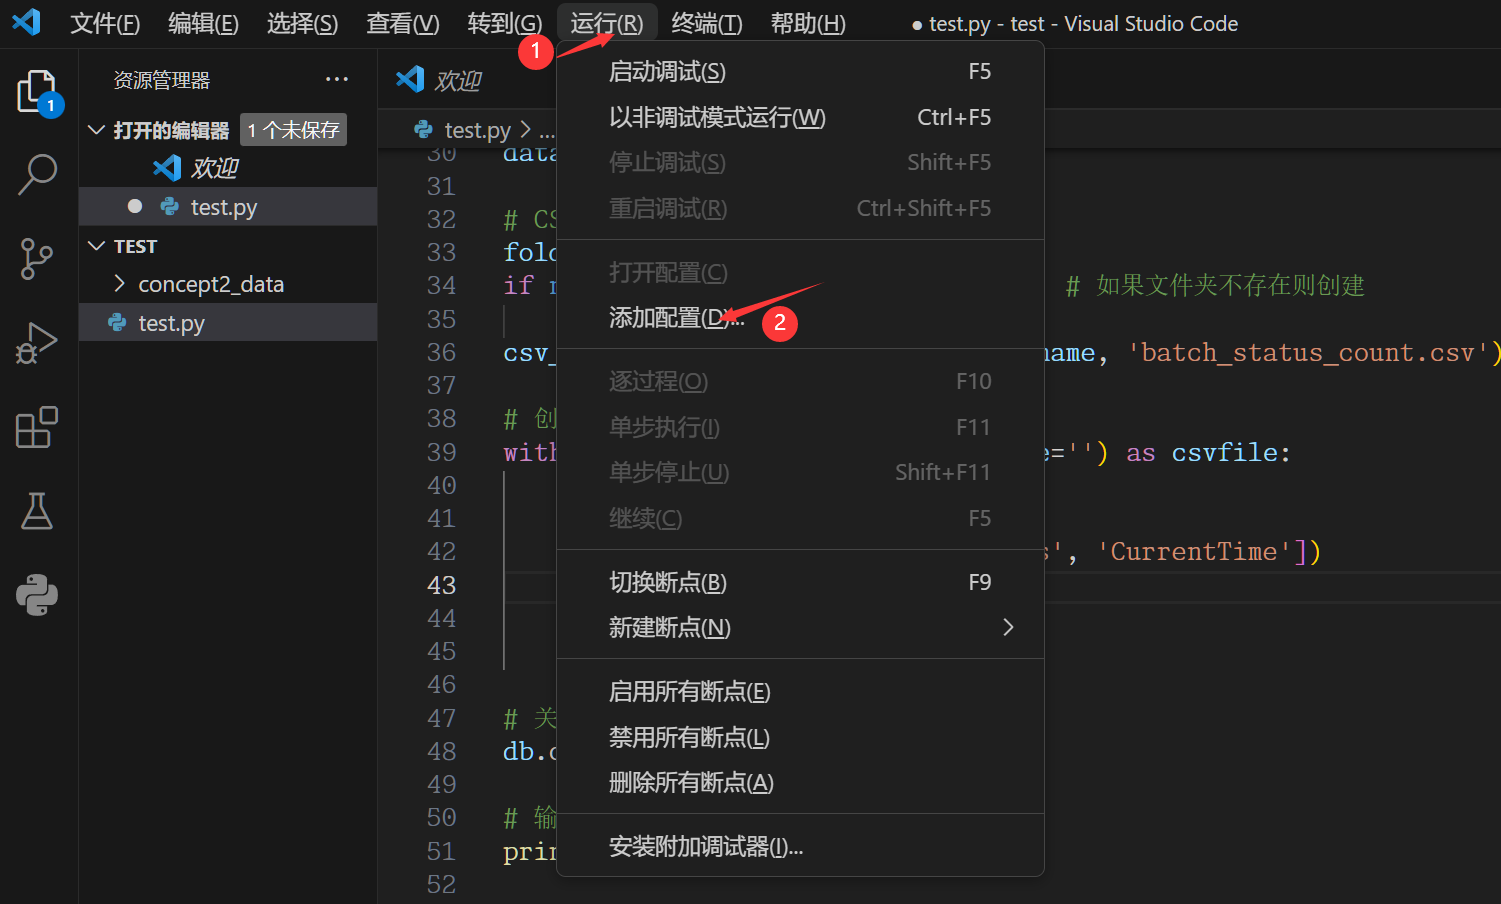 文件(F) 编辑(E) 选择(S) 查看(V) 转到(G) 运行(R) 终端(T) 帮助(H) ● test.py - test - Visual Studio Code
1
资源管理器 ···
1
打开的编辑器 1 个未保存
欢迎
test.py
TEST
concept2_data
test.py
欢迎
test.py > ...
启动调试(S) F5
以非调试模式运行(W) Ctrl+F5
停止调试(S) Shift+F5
重启调试(R) Ctrl+Shift+F5
打开配置(C)
添加配置(D)...
2
逐过程(O) F10
单步执行(I) F11
单步停止(U) Shift+F11
继续(C) F5
切换断点(B) F9
新建断点(N)
启用所有断点(E)
禁用所有断点(L)
删除所有断点(A)
安装附加调试器(I)...
30 data
31
32 # CS
33 fold
34 if n # 如果文件夹不存在则创建
35
36 csv_ name, 'batch_status_count.csv')
37
38 # 创
39 with e='') as csvfile:
40
41
42 s', 'CurrentTime'])
43
44
45
46
47 # 关
48 db.c
49
50 # 输
51 prin
52